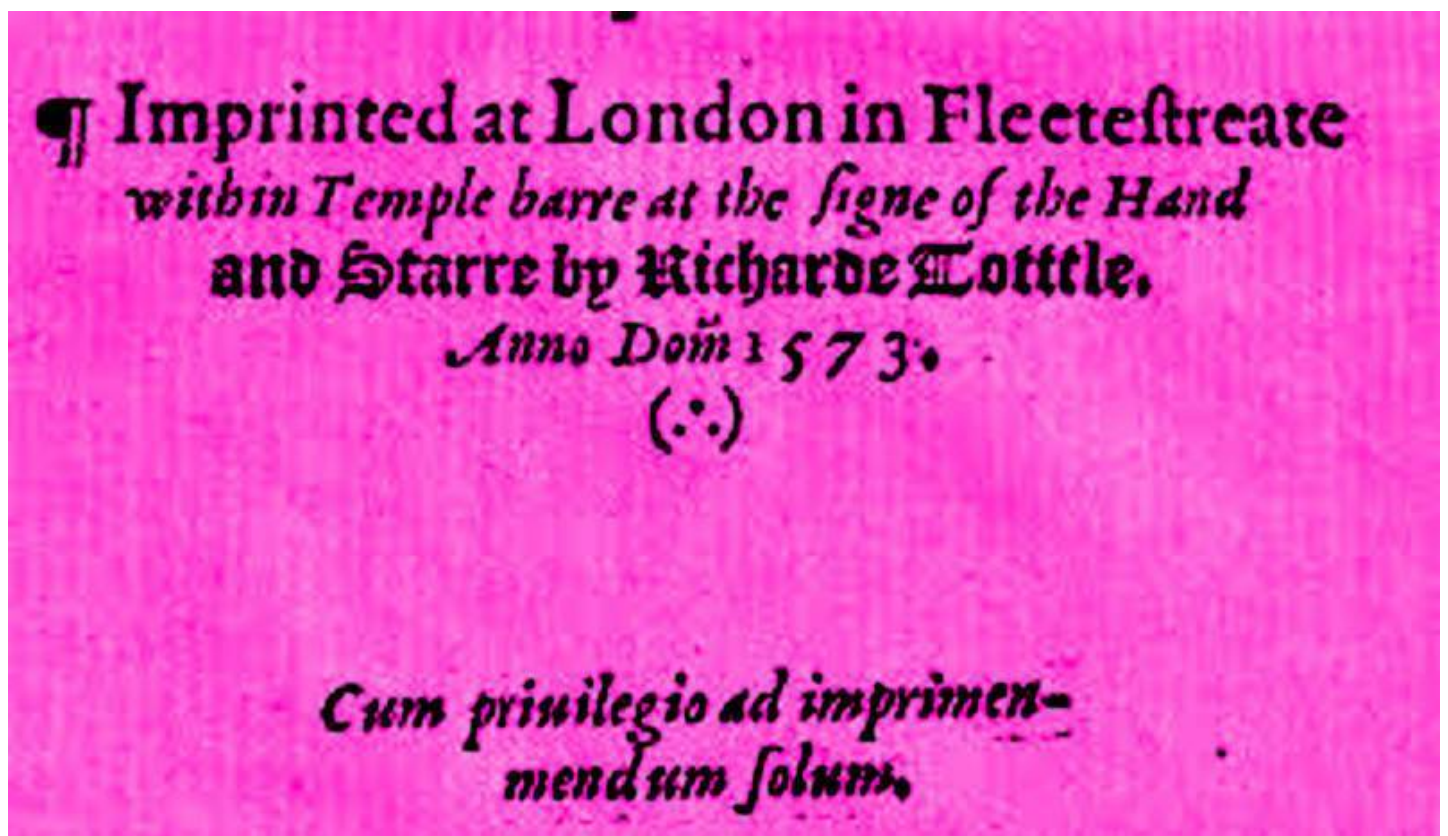 ¶ Imprinted at London in Fleeteſtreate
within Temple barre at the ſigne of the Hand
and Starre by Richarde Totttle.
Anno Dom̃ 1573.
(∴)
Cum priuilegio ad imprimen-
mendum ſolum.